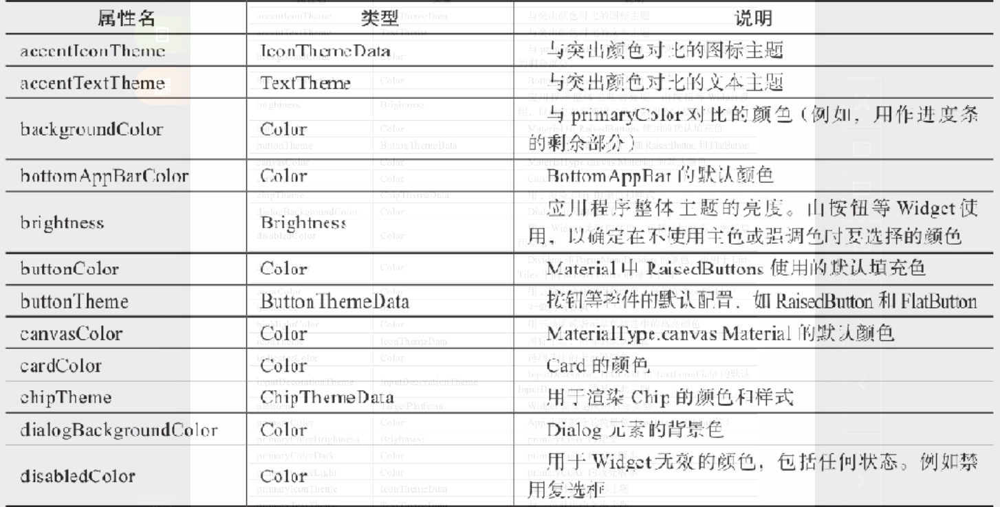 属性名 类型 说明
accentIconTheme IconThemeData 与突出颜色对比的图标主题
accentTextTheme TextTheme 与突出颜色对比的文本主题
backgroundColor Color 与 primaryColor 对比的颜色（例如，用作进度条
的剩余部分）
bottomAppBarColor Color BottomAppBar 的默认颜色
brightness Brightness 应用程序整体主题的亮度。由按钮等 Widget 使
用，以确定在不使用主色或强调色时要选择的颜色
buttonColor Color Material 中 RaisedButtons 使用的默认填充色
buttonTheme ButtonThemeData 按钮等控件的默认配置，如 RaisedButton 和 FlatButton
canvasColor Color MaterialType.canvas Material 的默认颜色
cardColor Color Card 的颜色
chipTheme ChipThemeData 用于渲染 Chip 的颜色和样式
dialogBackgroundColor Color Dialog 元素的背景色
disabledColor Color 用于 Widget 无效的颜色，包括任何状态。例如禁
用复选框